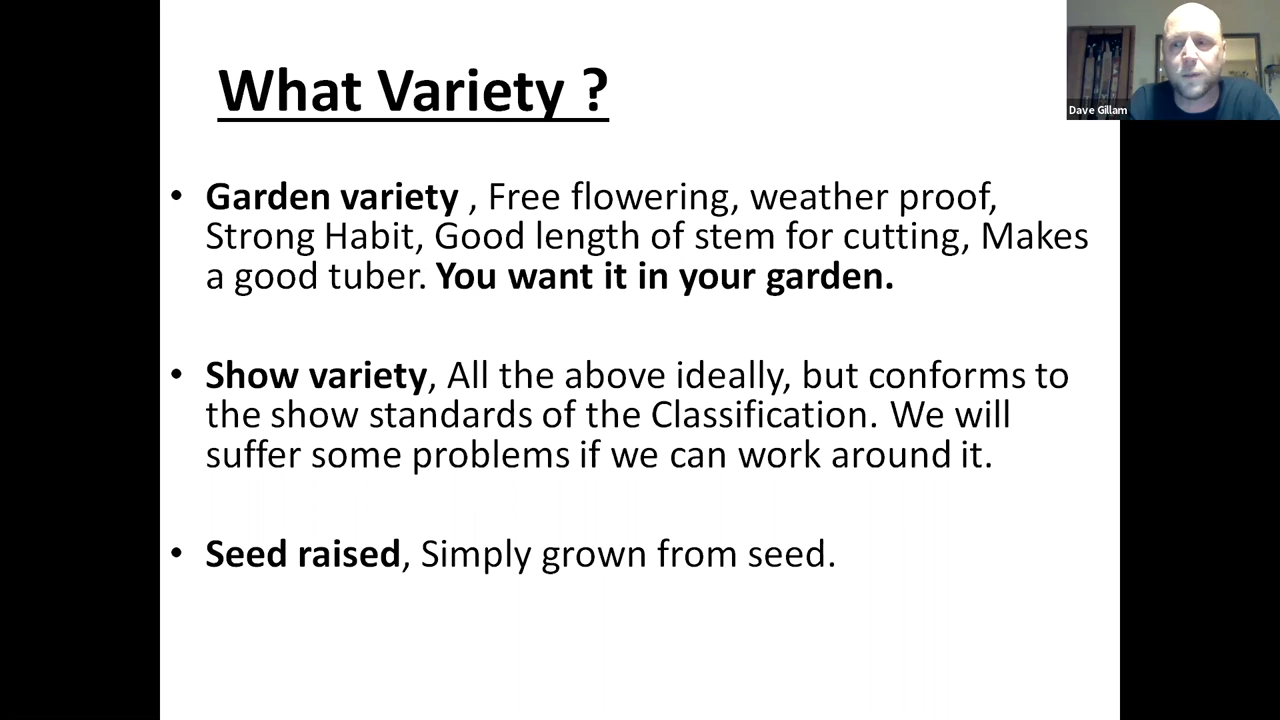 What Variety ?
Dave Gillam
• Garden variety , Free flowering, weather proof,
Strong Habit, Good length of stem for cutting, Makes
a good tuber. You want it in your garden.
• Show variety, All the above ideally, but conforms to
the show standards of the Classification. We will
suffer some problems if we can work around it.
• Seed raised, Simply grown from seed.